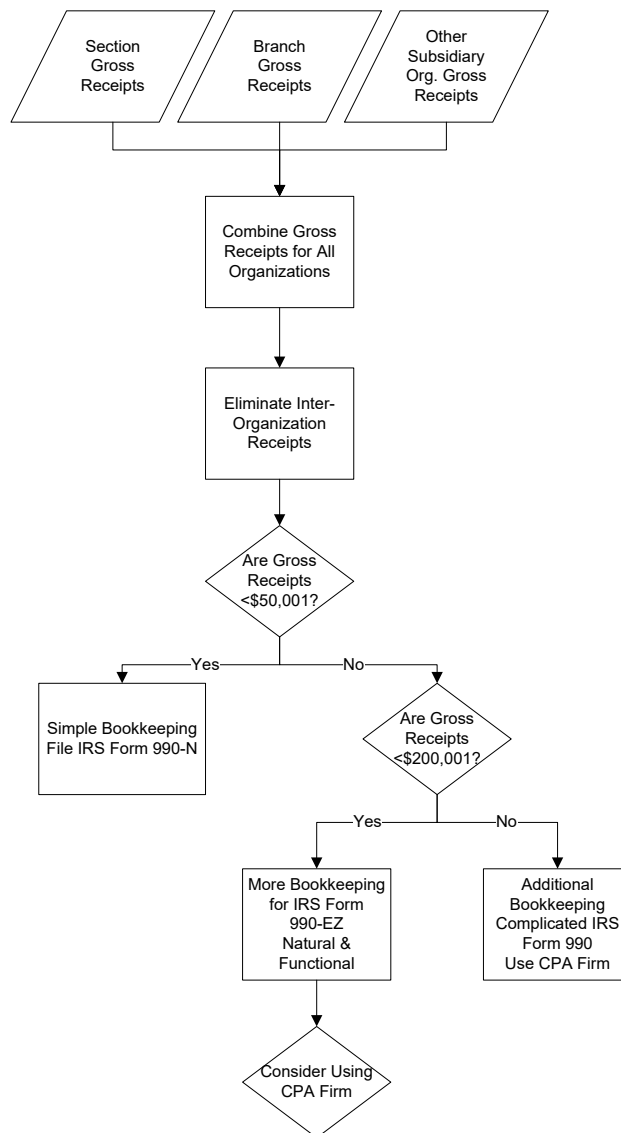 Section
Gross
Receipts
Branch
Gross
Receipts
Other
Subsidiary
Org. Gross
Receipts
Combine Gross
Receipts for All
Organizations
Eliminate Inter-
Organization
Receipts
Are Gross
Receipts
<$50,001?
Yes
No
Simple Bookkeeping
File IRS Form 990-N
Are Gross
Receipts
<$200,001?
Yes
No
More Bookkeeping
for IRS Form
990-EZ
Natural &
Functional
Additional
Bookkeeping
Complicated IRS
Form 990
Use CPA Firm
Consider Using
CPA Firm